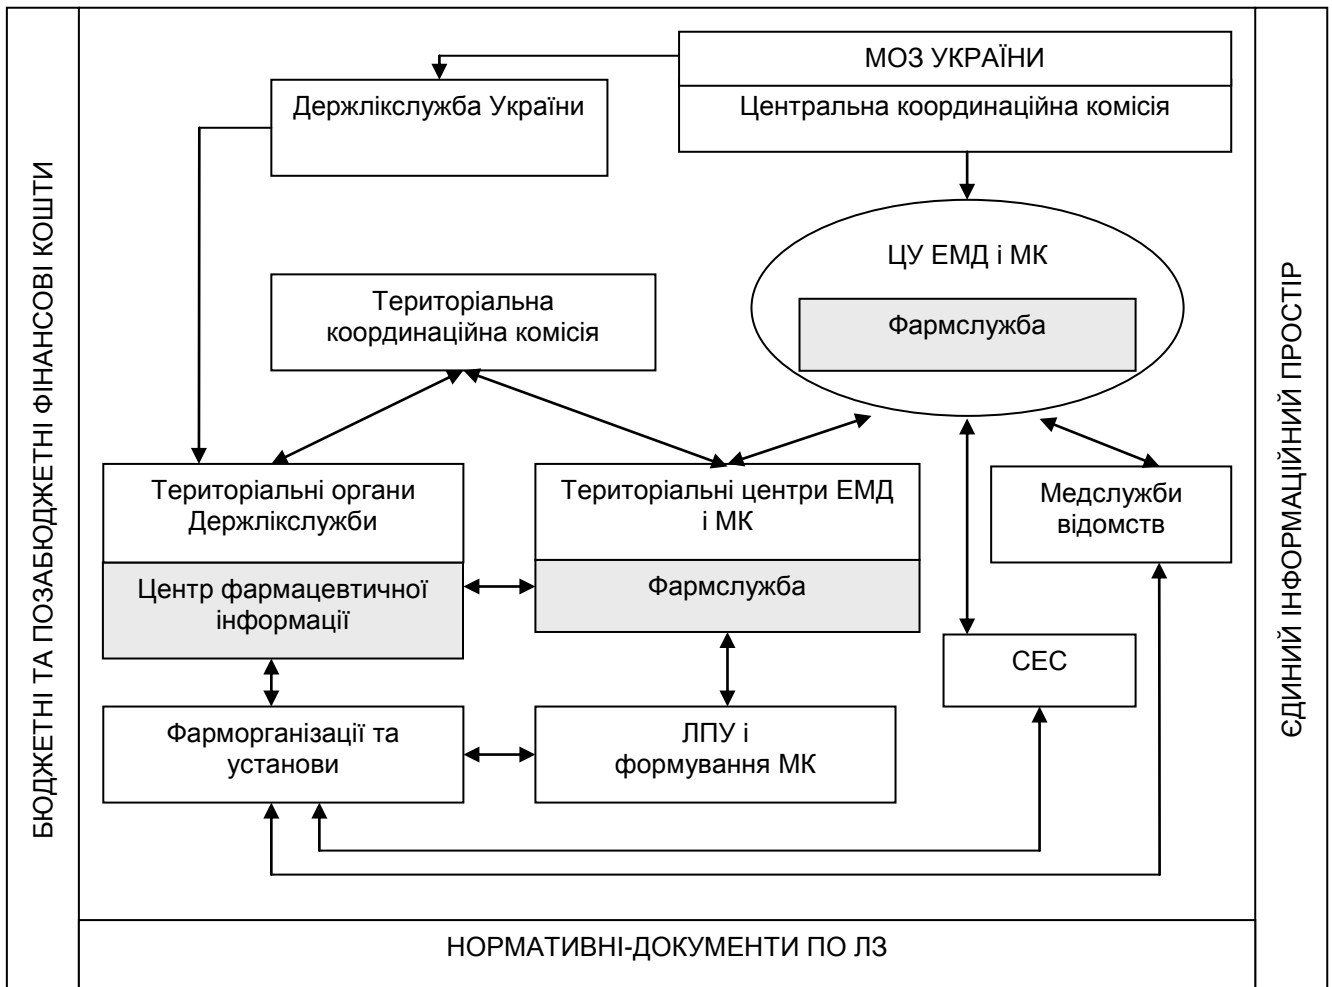 БЮДЖЕТНІ ТА ПОЗАБЮДЖЕТНІ ФІНАНСОВІ КОШТИ
МОЗ УКРАЇНИ
Центральна координаційна комісія
Держлікслужба України
ЦУ ЕМД і МК
Фармслужба
Територіальна
координаційна комісія
Територіальні органи
Держлікслужби
Центр фармацевтичної
інформації
Територіальні центри ЕМД
і МК
Фармслужба
Медслужби
відомств
СЕС
Фарморганізації та
установи
ЛПУ і
формування МК
НОРМАТИВНІ-ДОКУМЕНТИ ПО ЛЗ
ЄДИНИЙ ІНФОРМАЦІЙНИЙ ПРОСТІР